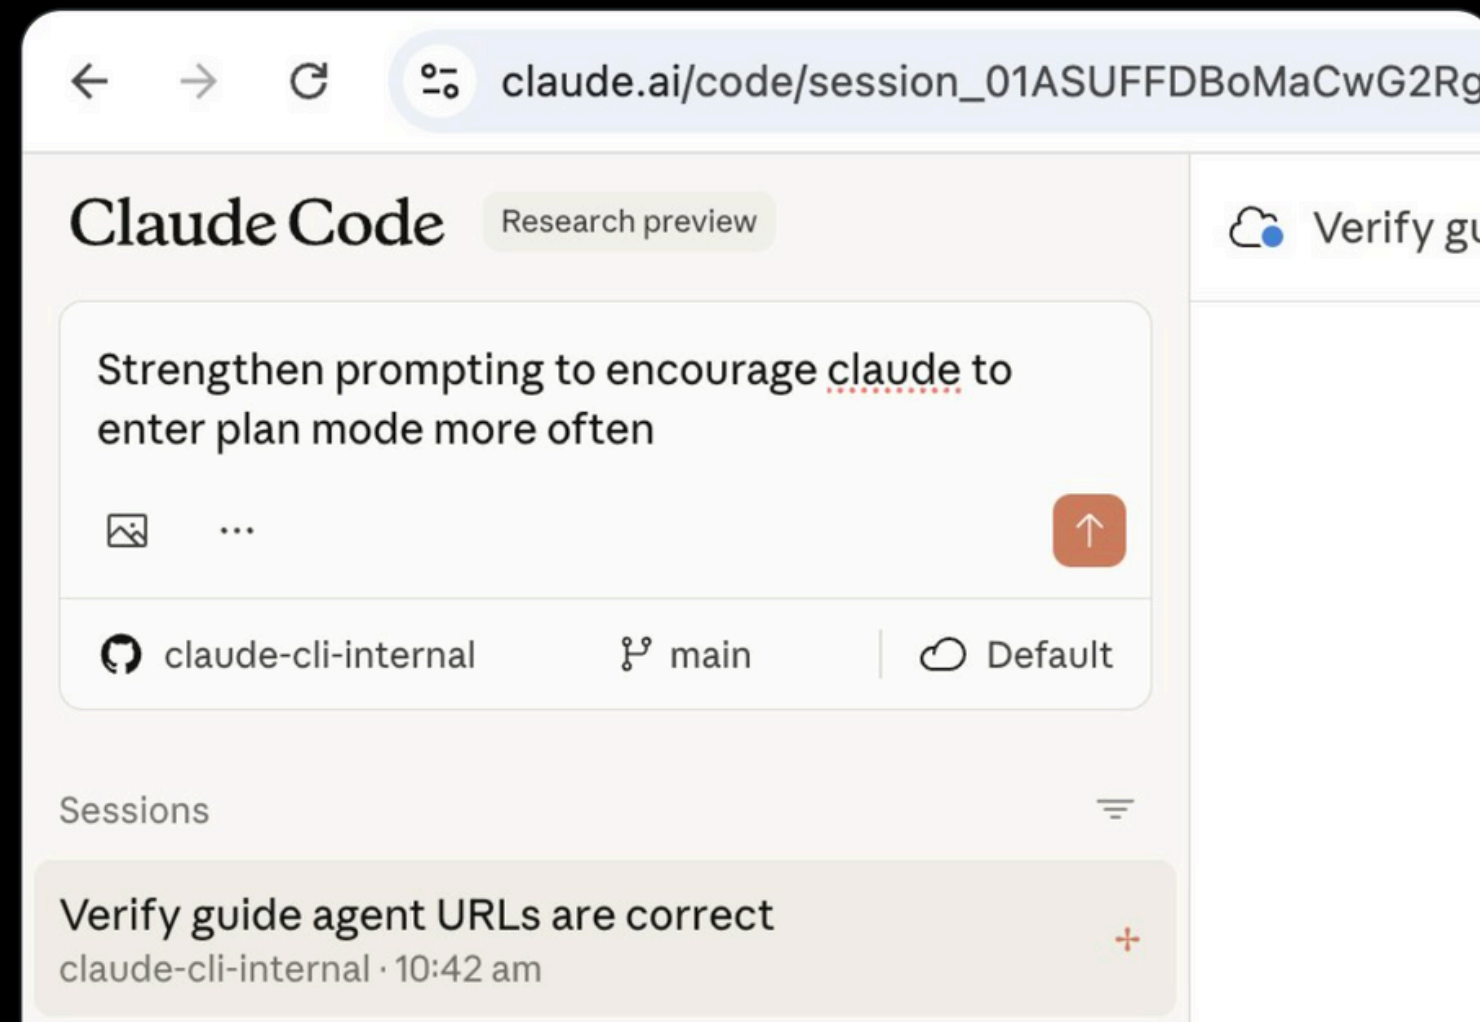 claude.ai/code/session_01ASUFFDBoMaCwG2Rg
Claude Code
Research preview
Verify gu
Strengthen prompting to encourage claude to
enter plan mode more often
claude-cli-internal
main
Default
Sessions
Verify guide agent URLs are correct
claude-cli-internal · 10:42 am